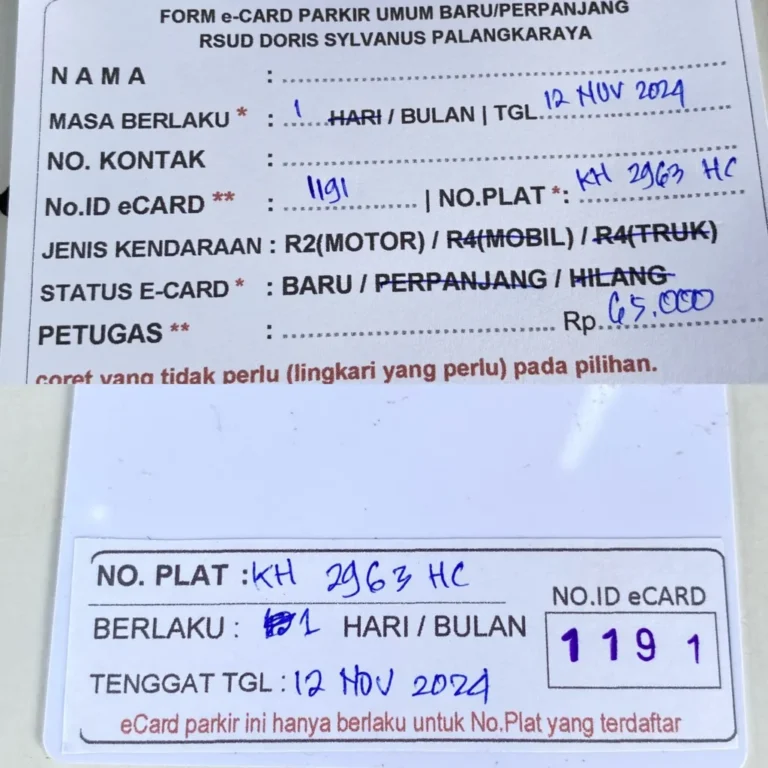 FORM e-CARD PARKIR UMUM BARU/PERPANJANG
RSUD DORIS SYLVANUS PALANGKARAYA
N A M A :
MASA BERLAKU * : 1 HARI / BULAN | TGL. 12 NOV 2024
NO. KONTAK :
No.ID eCARD ** : 1191 | NO.PLAT *: KH 2963 HC
JENIS KENDARAAN : R2(MOTOR) / R4(MOBIL) / R4(TRUK)
STATUS E-CARD * : BARU / PERPANJANG / HILANG
PETUGAS ** : Rp. 65.000
coret yang tidak perlu (lingkari yang perlu) pada pilihan.
NO. PLAT : KH 2963 HC
NO.ID eCARD
BERLAKU : 1 HARI / BULAN
1191
TENGGAT TGL : 12 NOV 2024
eCard parkir ini hanya berlaku untuk No.Plat yang terdaftar